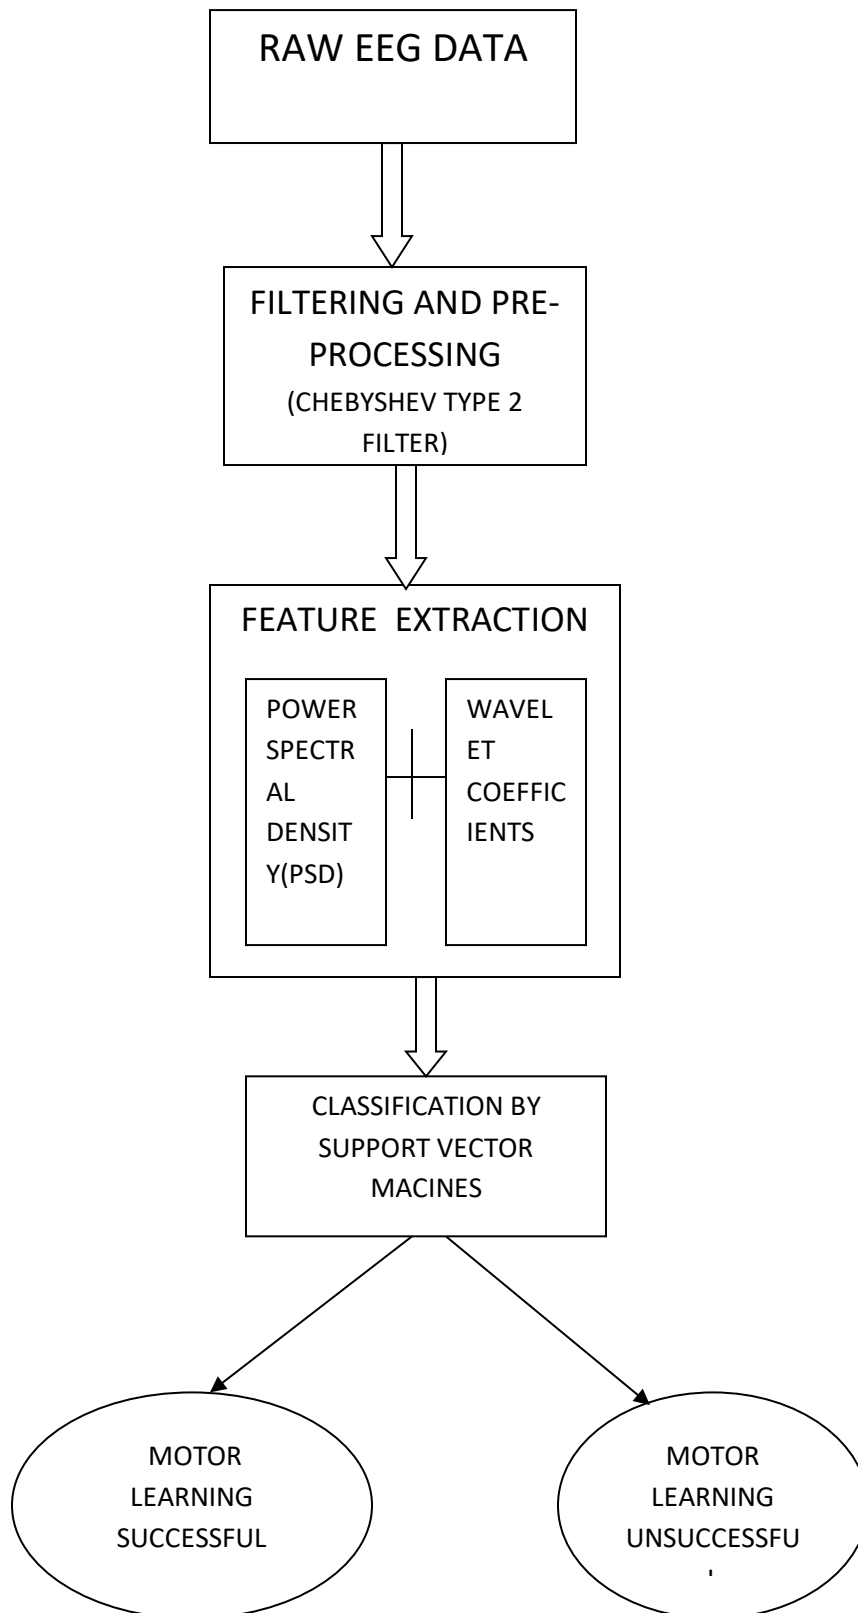 RAW EEG DATA
FILTERING AND PRE-
PROCESSING
(CHEBYSHEV TYPE 2
FILTER)
FEATURE EXTRACTION
POWER
SPECTR
AL
DENSIT
Y(PSD)
WAVEL
ET
COEFFIC
IENTS
CLASSIFICATION BY
SUPPORT VECTOR
MACINES
MOTOR
LEARNING
SUCCESSFUL
MOTOR
LEARNING
UNSUCCESSFU